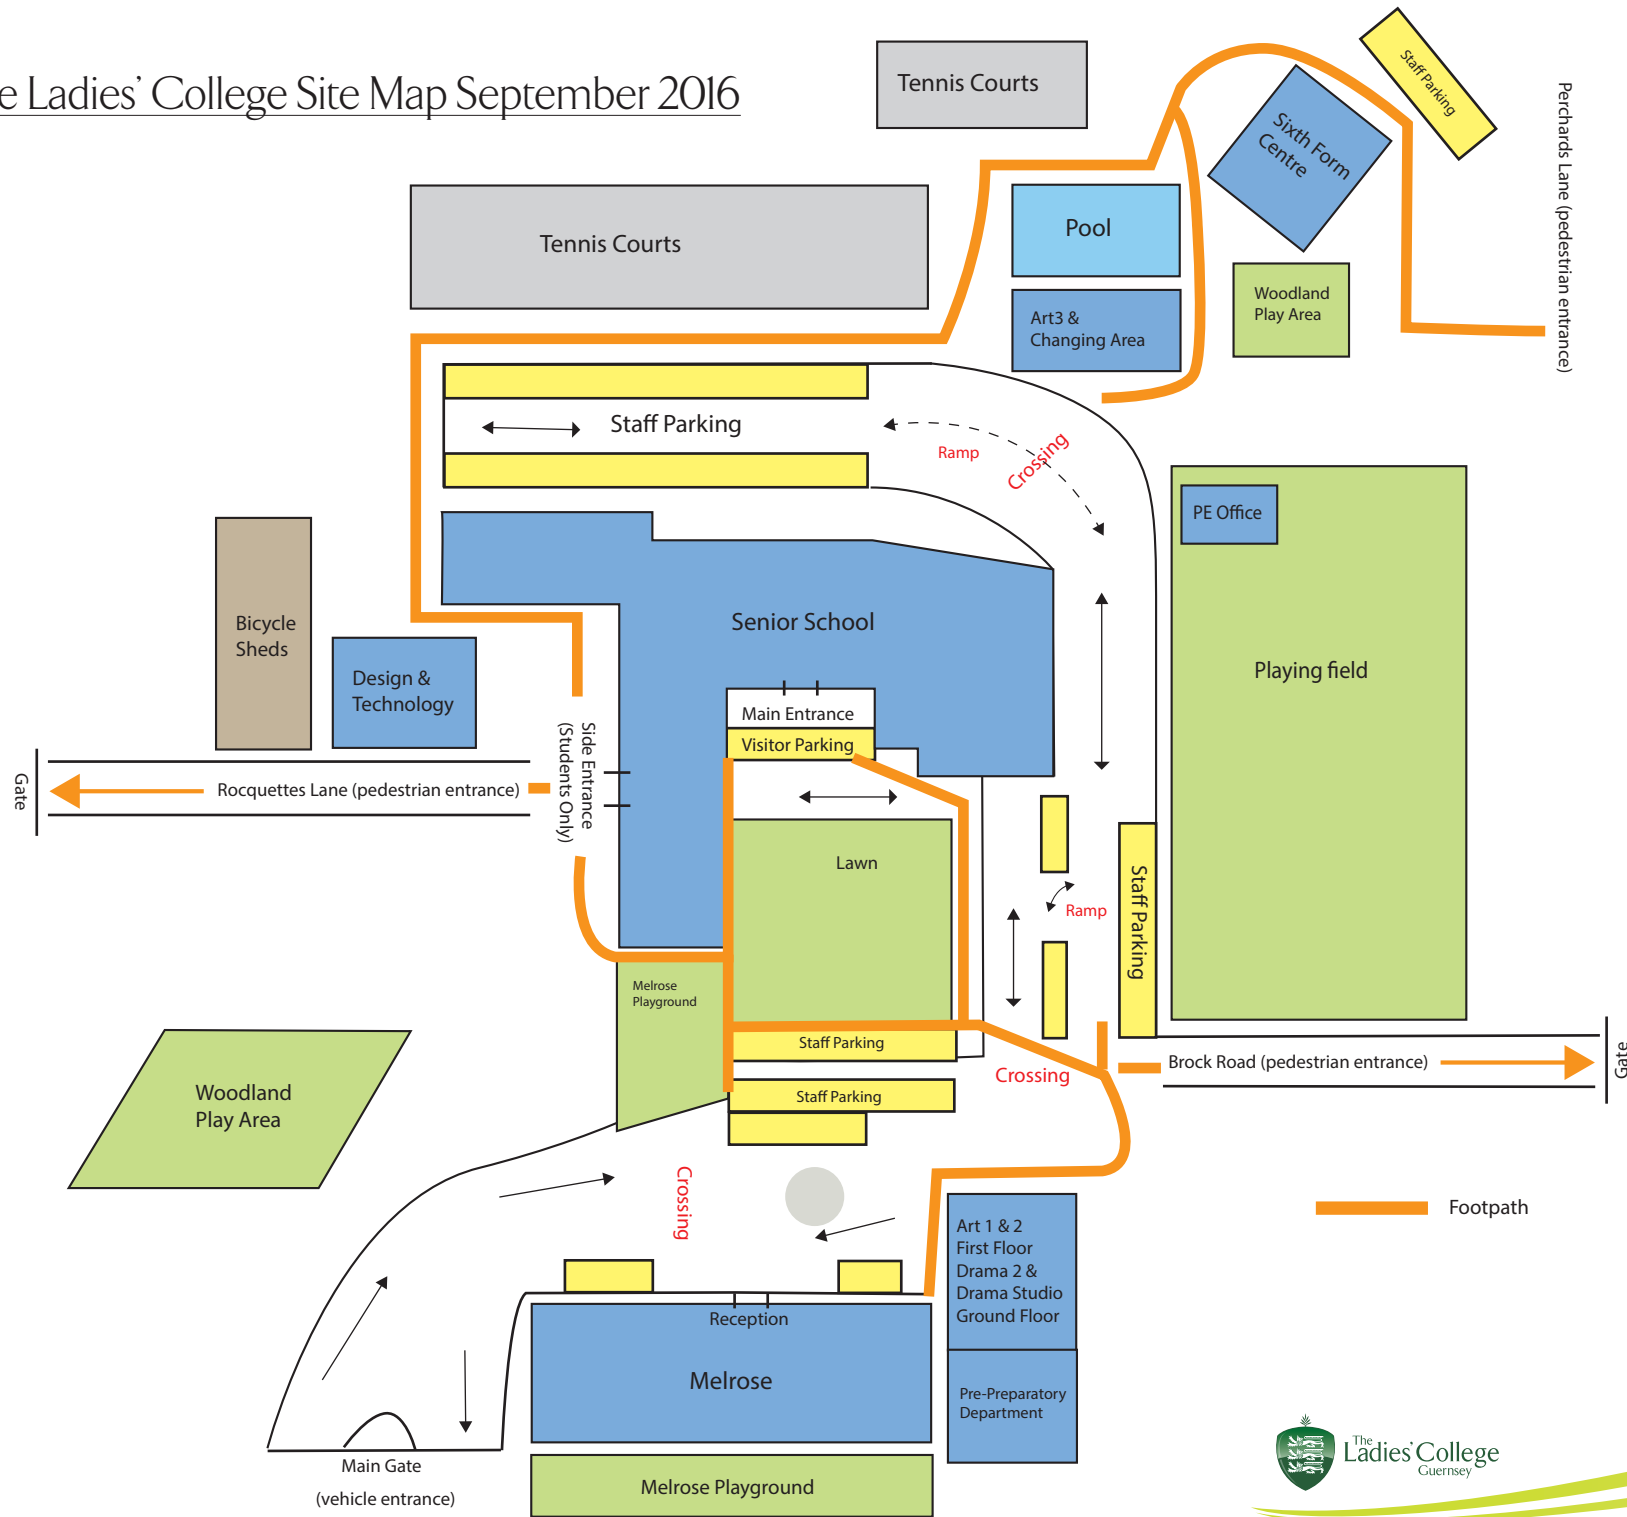 e Ladies’ College Site Map September 2016
Tennis Courts
Staff Parking
Sixth Form
Centre
Perchards Lane (pedestrian entrance)
Tennis Courts
Pool
Woodland
Play Area
Art3 &
Changing Area
Staff Parking
Ramp
Crossing
PE Office
Bicycle
Sheds
Senior School
Design &
Technology
Playing field
Main Entrance
Visitor Parking
Side Entrance
(Students Only)
Gate
Rocquettes Lane (pedestrian entrance)
Lawn
Ramp
Staff Parking
Melrose
Playground
Staff Parking
Crossing
Brock Road (pedestrian entrance)
Gate
Woodland
Play Area
Staff Parking
Crossing
Footpath
Art 1 & 2
First Floor
Drama 2 &
Drama Studio
Ground Floor
Reception
Melrose
Pre-Preparatory
Department
Main Gate
(vehicle entrance)
Melrose Playground
The
Ladies’ College
Guernsey